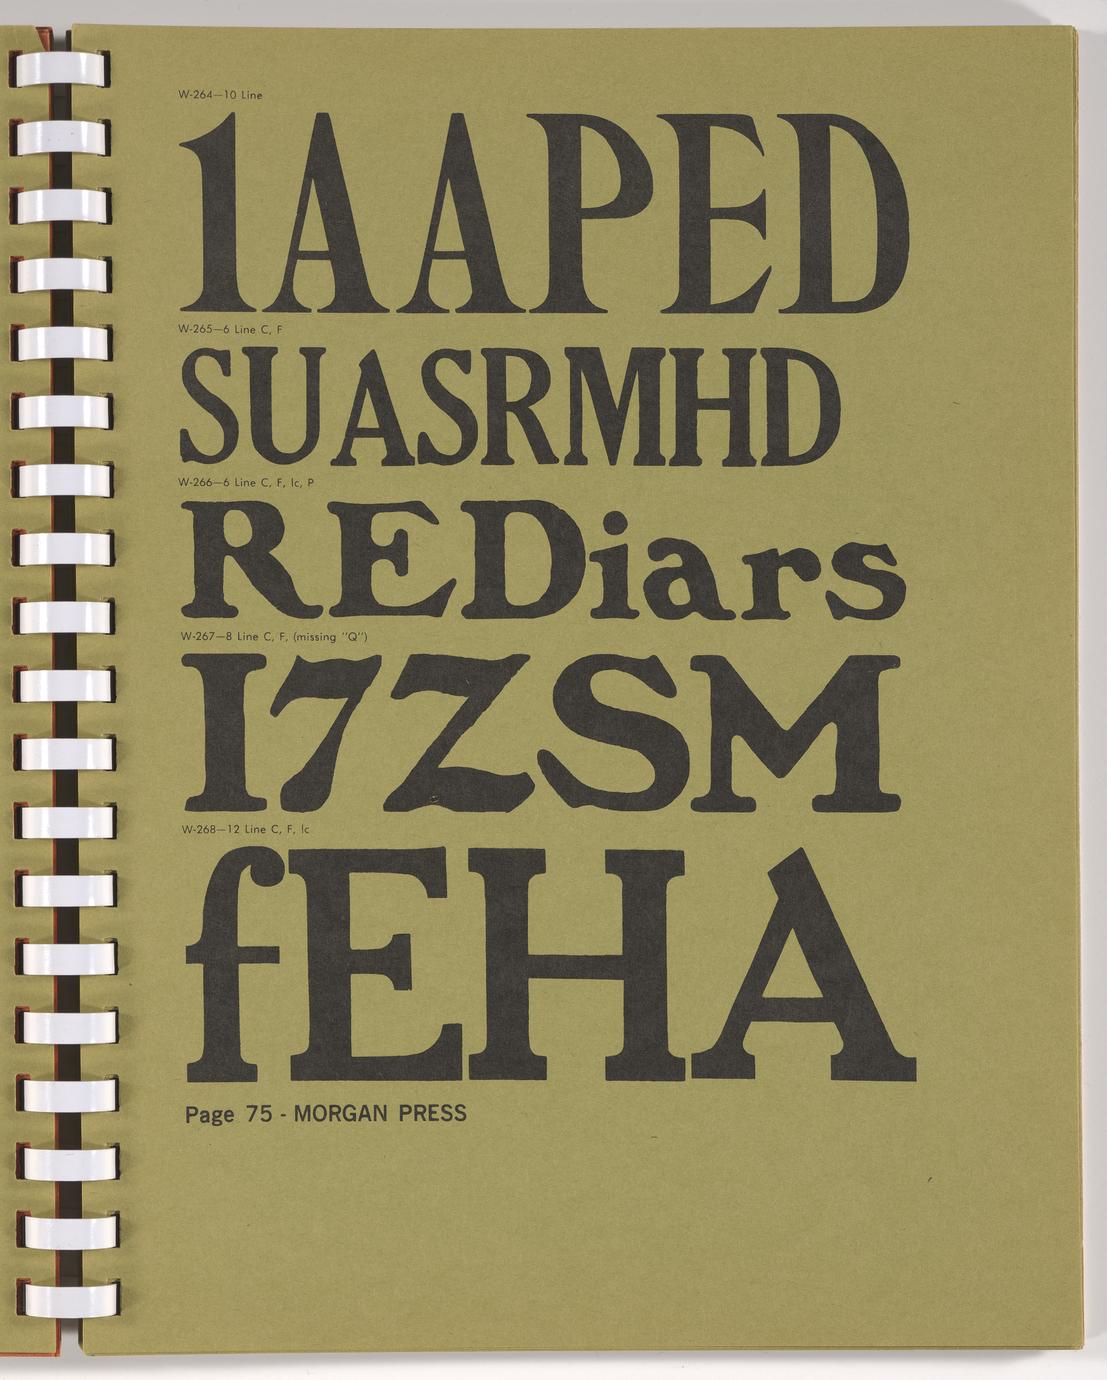 W-264—10 Line
1AAPED
W-265—6 Line C, F
SUASRMHD
W-266—6 Line C, F, lc, P
REDiars
W-267—8 Line C, F, (missing "Q")
I7ZSM
W-268—12 Line C, F, lc
fEHA
Page 75 - MORGAN PRESS